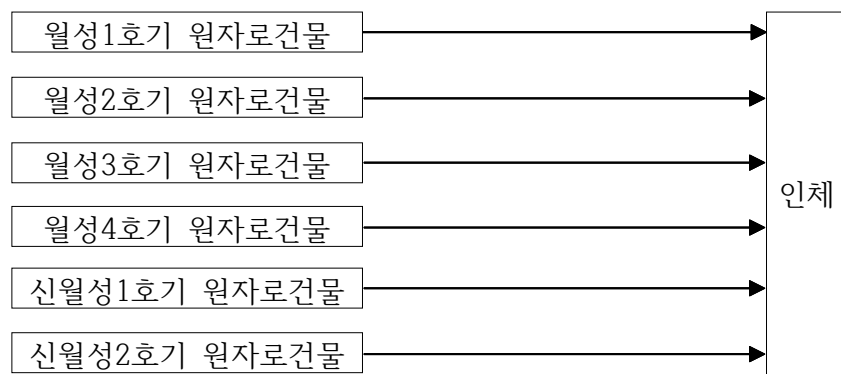 월성1호기 원자로건물
월성2호기 원자로건물
월성3호기 원자로건물
인체
월성4호기 원자로건물
신월성1호기 원자로건물
신월성2호기 원자로건물